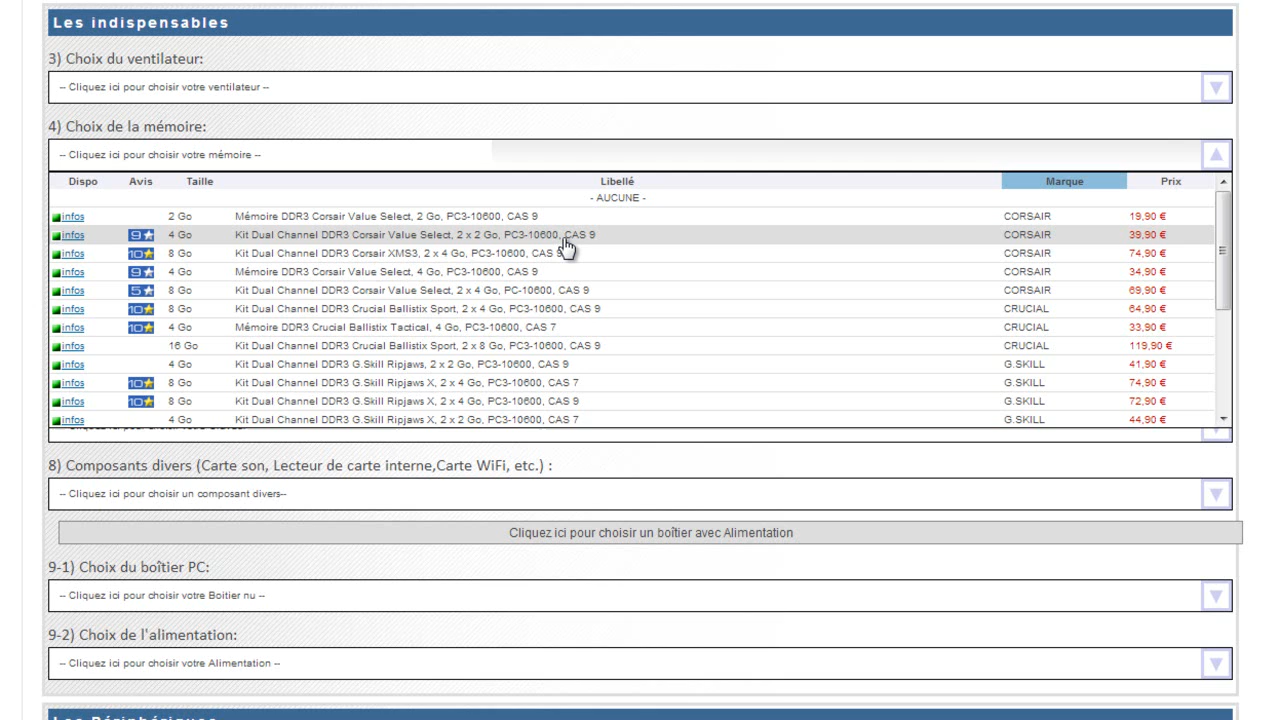 Les indispensables
3) Choix du ventilateur:
-- Cliquez ici pour choisir votre ventilateur --
4) Choix de la mémoire:
-- Cliquez ici pour choisir votre mémoire --
Dispo Avis Taille Libellé Marque Prix
- AUCUNE -
infos 2 Go Mémoire DDR3 Corsair Value Select, 2 Go, PC3-10600, CAS 9 CORSAIR 19,90 €
infos 9 4 Go Kit Dual Channel DDR3 Corsair Value Select, 2 x 2 Go, PC3-10600, CAS 9 CORSAIR 39,90 €
infos 10 8 Go Kit Dual Channel DDR3 Corsair XMS3, 2 x 4 Go, PC3-10600, CAS 9 CORSAIR 74,90 €
infos 9 4 Go Mémoire DDR3 Corsair Value Select, 4 Go, PC3-10600, CAS 9 CORSAIR 34,90 €
infos 5 8 Go Kit Dual Channel DDR3 Corsair Value Select, 2 x 4 Go, PC-10600, CAS 9 CORSAIR 69,90 €
infos 10 8 Go Kit Dual Channel DDR3 Crucial Ballistix Sport, 2 x 4 Go, PC3-10600, CAS 9 CRUCIAL 64,90 €
infos 10 4 Go Mémoire DDR3 Crucial Ballistix Tactical, 4 Go, PC3-10600, CAS 7 CRUCIAL 33,90 €
infos 16 Go Kit Dual Channel DDR3 Crucial Ballistix Sport, 2 x 8 Go, PC3-10600, CAS 9 CRUCIAL 119,90 €
infos 4 Go Kit Dual Channel DDR3 G.Skill Ripjaws, 2 x 2 Go, PC3-10600, CAS 9 G.SKILL 41,90 €
infos 10 8 Go Kit Dual Channel DDR3 G.Skill Ripjaws X, 2 x 4 Go, PC3-10600, CAS 7 G.SKILL 74,90 €
infos 10 8 Go Kit Dual Channel DDR3 G.Skill Ripjaws X, 2 x 4 Go, PC3-10600, CAS 9 G.SKILL 72,90 €
infos 4 Go Kit Dual Channel DDR3 G.Skill Ripjaws X, 2 x 2 Go, PC3-10600, CAS 7 G.SKILL 44,90 €
8) Composants divers (Carte son, Lecteur de carte interne,Carte WiFi, etc.) :
-- Cliquez ici pour choisir un composant divers--
Cliquez ici pour choisir un boîtier avec Alimentation
9-1) Choix du boîtier PC:
-- Cliquez ici pour choisir votre Boitier nu --
9-2) Choix de l'alimentation:
-- Cliquez ici pour choisir votre Alimentation --
Les Périphériques